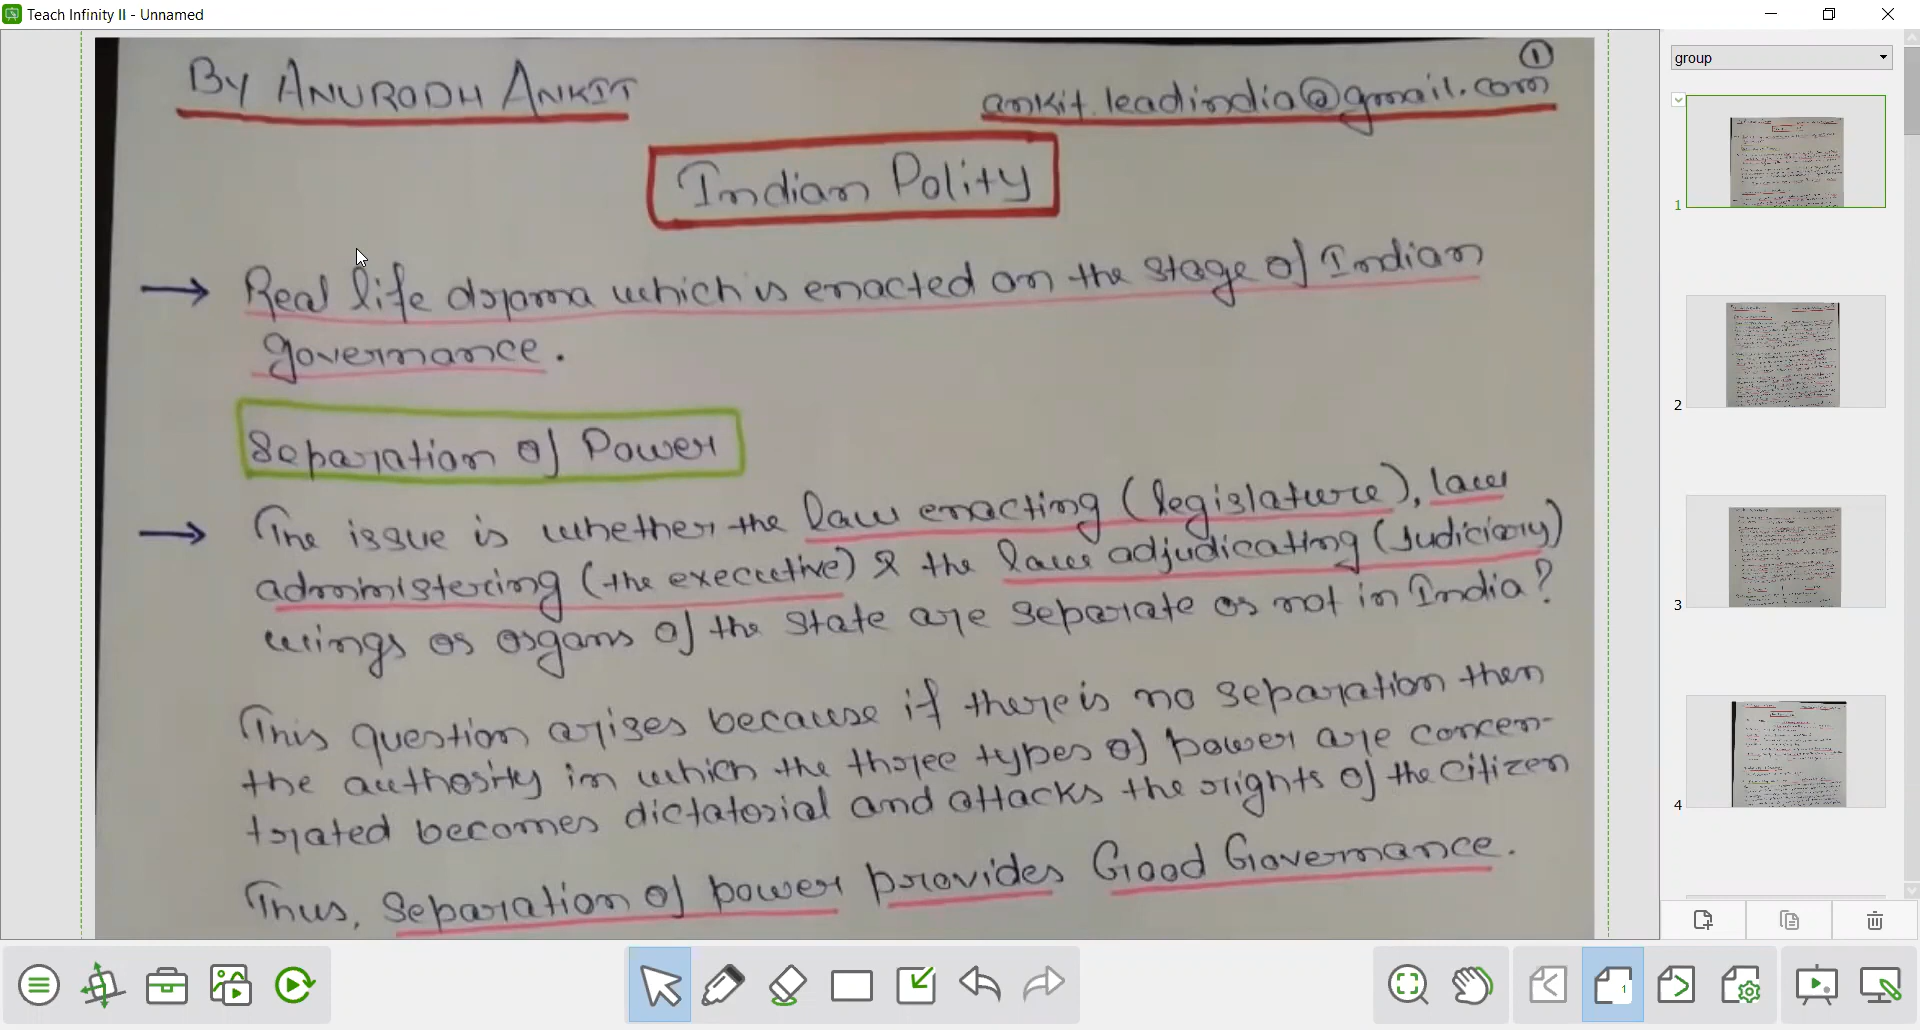 Teach Infinity II - Unnamed
BY ANURODH ANKIT
ankit.leadindia@gmail.com
1
Indian Polity
→ Real life drama which is enacted on the stage of Indian
governance.
Separation of Power
→ The issue is whether the law enacting (legislature), law
administering (the executive) & the law adjudicating (Judiciary)
wings or organs of the state are separate or not in India?
This question arises because if there is no separation then
the authority in which the three types of power are concen-
trated becomes dictatorial and attacks the rights of the citizen
Thus, Separation of power provides Good Governance.
group
1
2
3
4
1